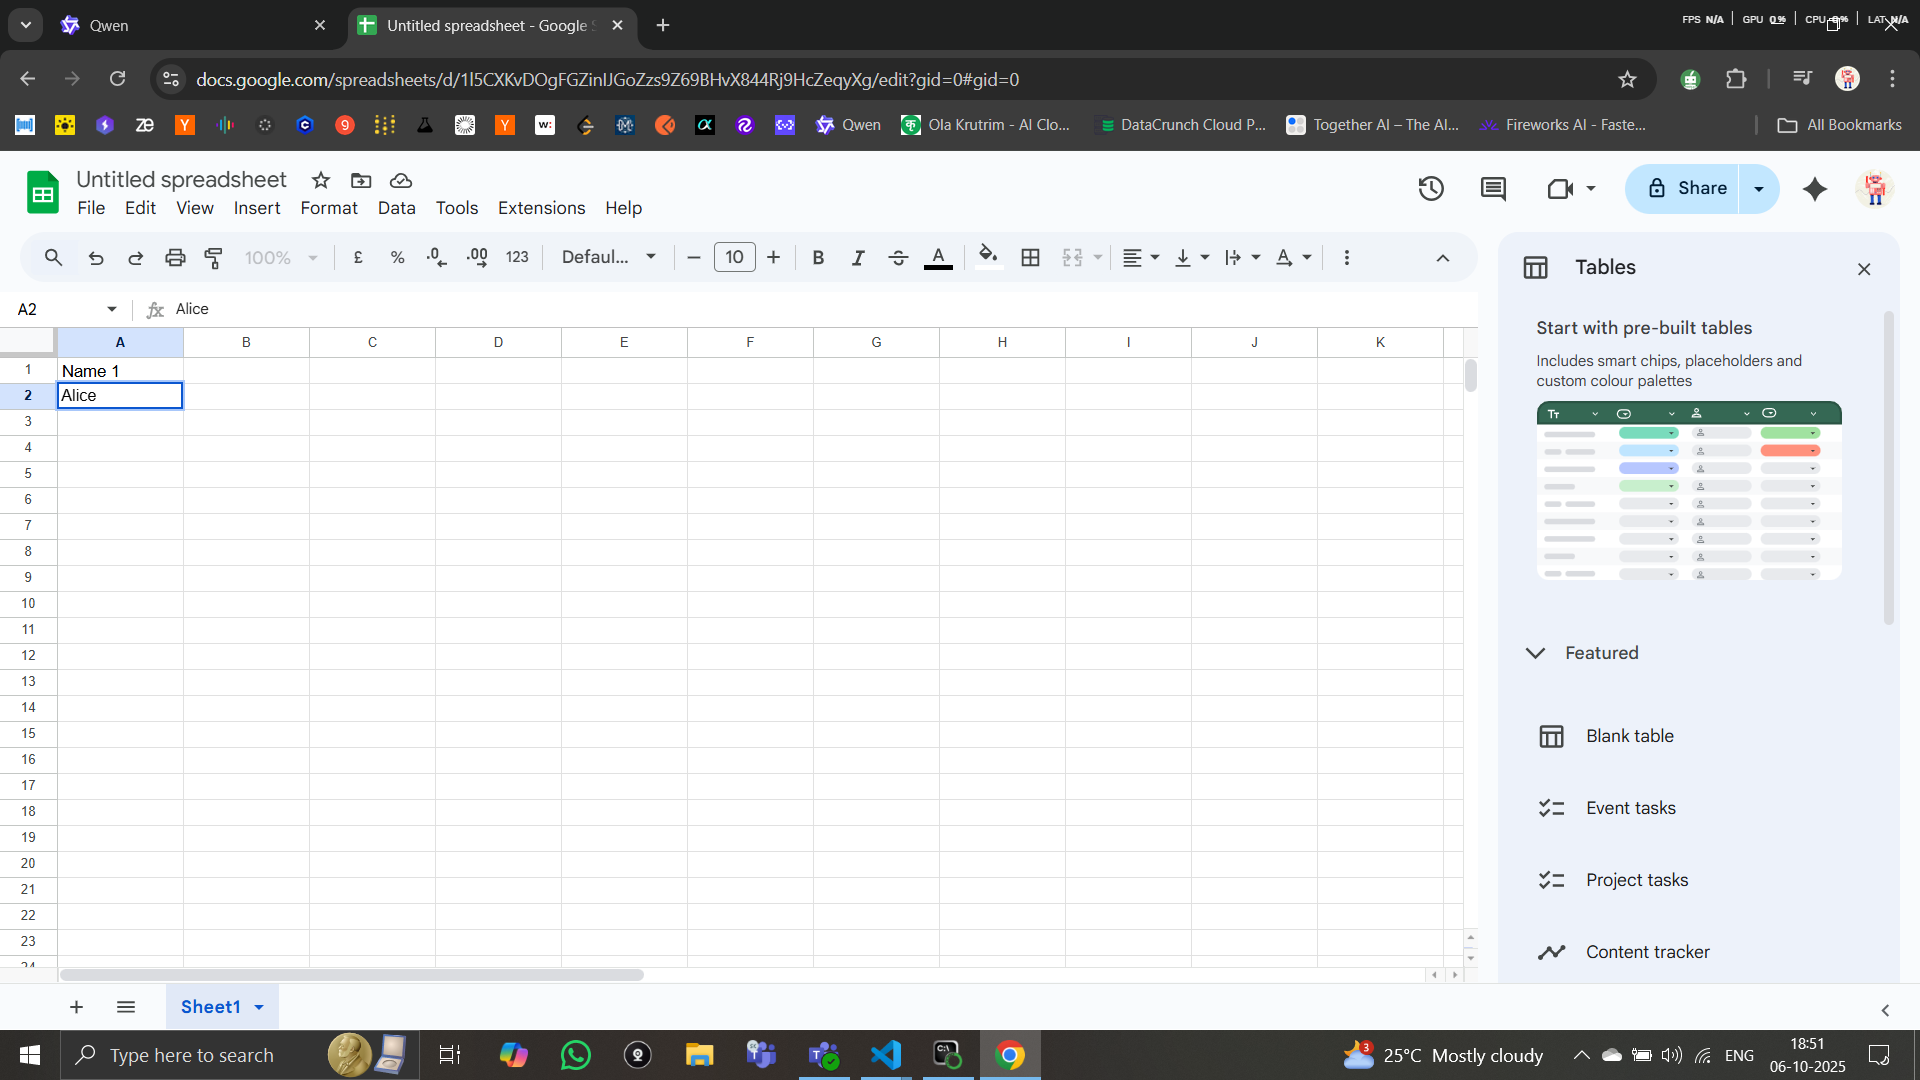 Qwen
Untitled spreadsheet - Google S
FPS N/A
GPU 0%
CPU 0%
LAT N/A
docs.google.com/spreadsheets/d/1l5CXKvDOgFGZinIJGoZzs9Z69BHvX844Rj9HcZeqyXg/edit?gid=0#gid=0
Qwen
Ola Krutrim - AI Clo...
DataCrunch Cloud P...
Together AI – The AI...
Fireworks AI - Faste...
All Bookmarks
Untitled spreadsheet
File Edit View Insert Format Data Tools Extensions Help
Share
100%
£ % .0 .00 123
Defaul...
10
B I S A
A2
fx Alice
A B C D E F G H I J K
1 Name 1
2 Alice
3
4
5
6
7
8
9
10
11
12
13
14
15
16
17
18
19
20
21
22
23
24
Tables
Start with pre-built tables
Includes smart chips, placeholders and
custom colour palettes
Featured
Blank table
Event tasks
Project tasks
Content tracker
Sheet1
Type here to search
3
25°C Mostly cloudy
ENG
18:51
06-10-2025